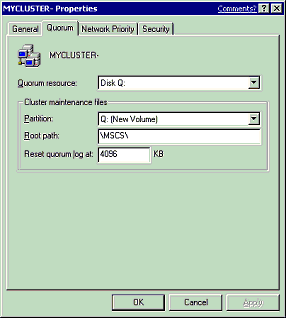 MYCLUSTER- Properties
Comments? ? X
General Quorum Network Priority Security
MYCLUSTER-
Quorum resource: Disk Q:
Cluster maintenance files
Partition: Q: (New Volume)
Root path: \MSCS\
Reset quorum log at: 4096 KB
OK Cancel Apply